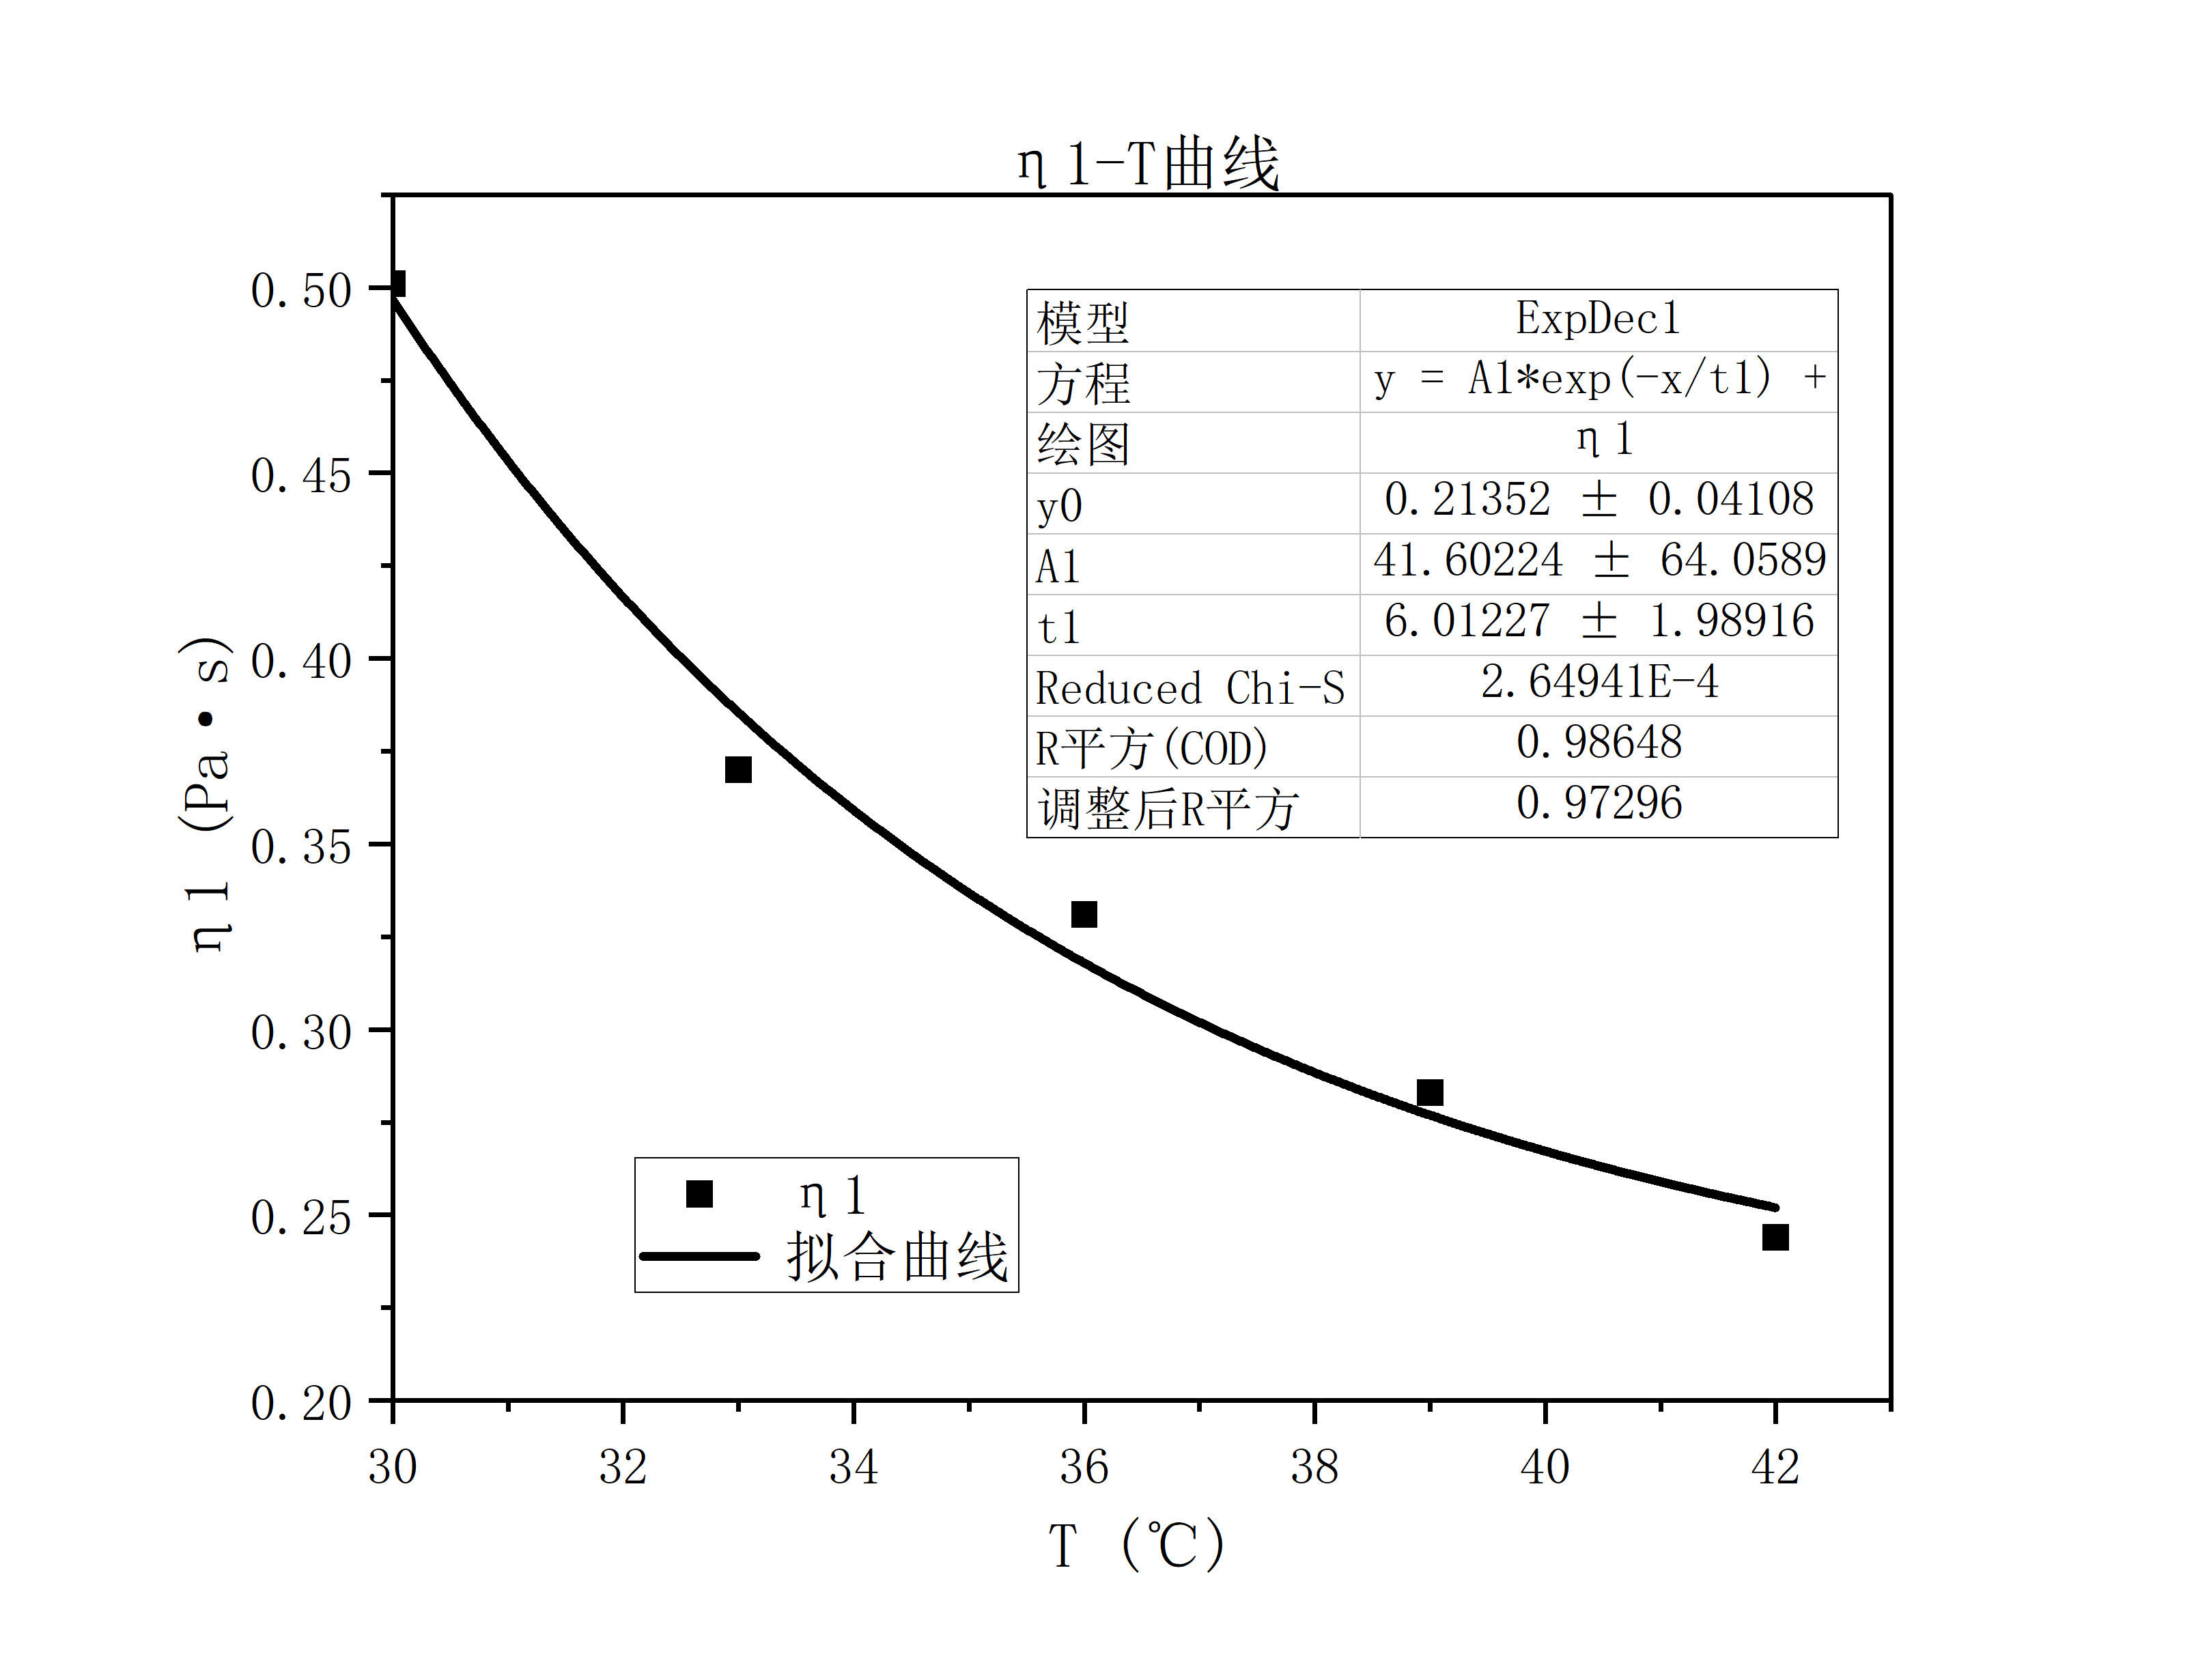 η1-T曲线
η1 (Pa·s)
0.50
0.45
0.40
0.35
0.30
0.25
0.20
模型 ExpDec1
方程 y = A1*exp(-x/t1) +
绘图 η1
y0 0.21352 ± 0.04108
A1 41.60224 ± 64.0589
t1 6.01227 ± 1.98916
Reduced Chi-S 2.64941E-4
R平方(COD) 0.98648
调整后R平方 0.97296
η1
拟合曲线
30 32 34 36 38 40 42
T (℃)